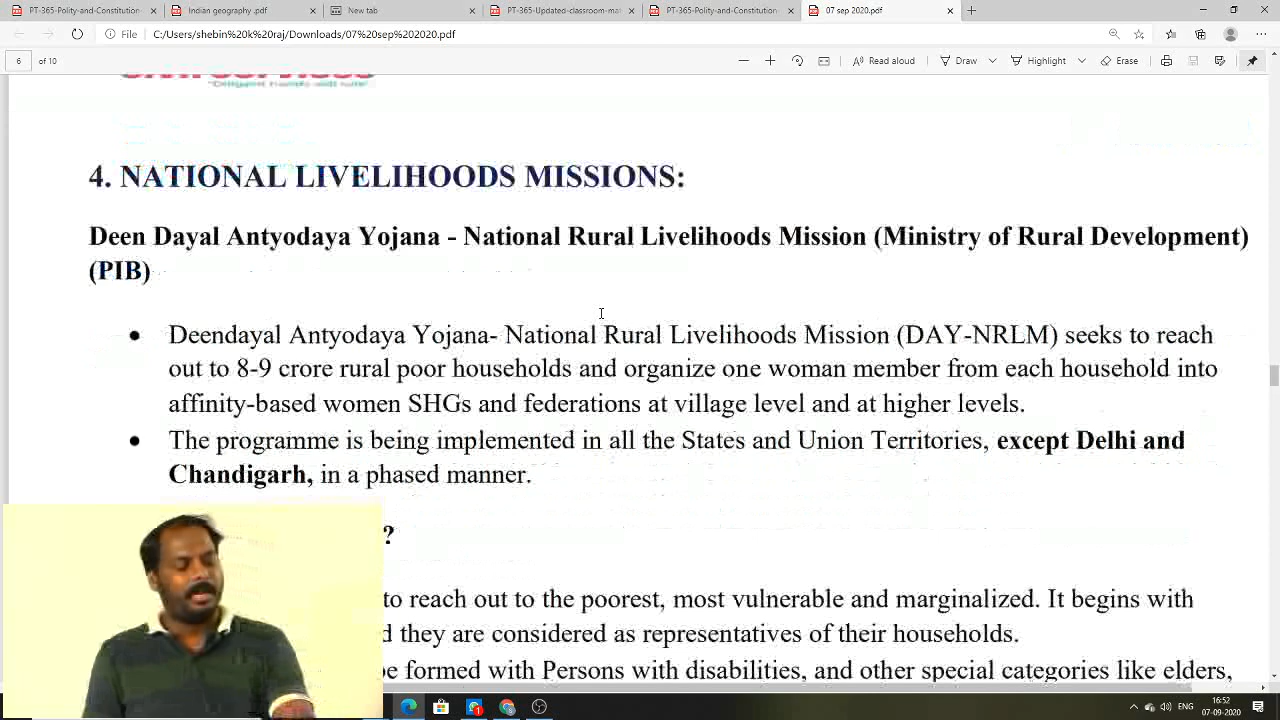 PT-365-Polity-and-Constitution-
Indian geography.pdf
PT-365-Updated-classroom-mat
PT-365-Polity-and-Constitution-
07 sep 2020.pdf
File C:/Users/shebin%20k%20raj/Downloads/07%20sep%202020.pdf
6 of 10 Read aloud Draw Highlight Erase
4. NATIONAL LIVELIHOODS MISSIONS:
Deen Dayal Antyodaya Yojana - National Rural Livelihoods Mission (Ministry of Rural Development)
(PIB)
Deendayal Antyodaya Yojana- National Rural Livelihoods Mission (DAY-NRLM) seeks to reach
out to 8-9 crore rural poor households and organize one woman member from each household into
affinity-based women SHGs and federations at village level and at higher levels.
The programme is being implemented in all the States and Union Territories, except Delhi and
Chandigarh, in a phased manner.
?
to reach out to the poorest, most vulnerable and marginalized. It begins with
d they are considered as representatives of their households.
be formed with Persons with disabilities, and other special categories like elders,
1
ENG
16:52
07-09-2020